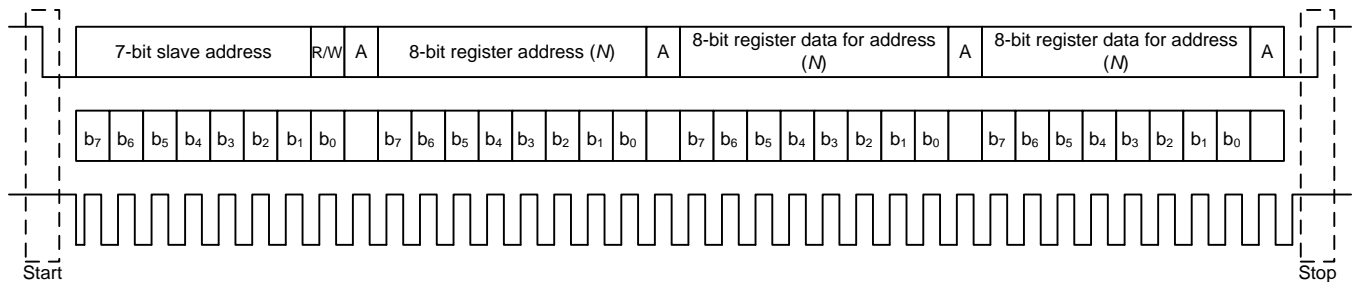 7-bit slave address R/W A 8-bit register address (N) A 8-bit register data for address (N) A 8-bit register data for address (N) A
b7 b6 b5 b4 b3 b2 b1 b0 b7 b6 b5 b4 b3 b2 b1 b0 b7 b6 b5 b4 b3 b2 b1 b0 b7 b6 b5 b4 b3 b2 b1 b0
Start Stop